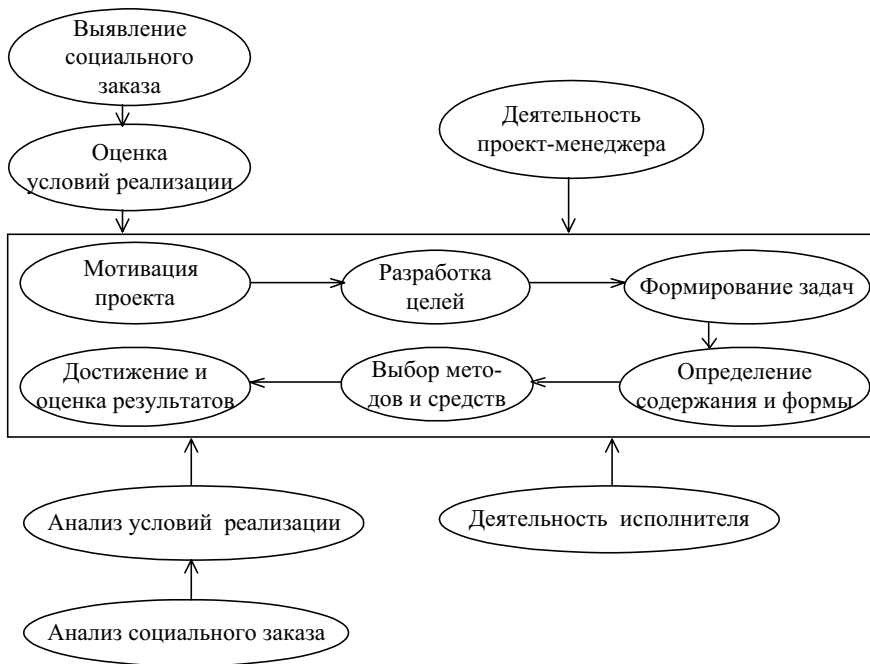 Выявление
социального
заказа
Оценка
условий реализации
Деятельность
проект-менеджера
Мотивация
проекта
Разработка
целей
Формирование задач
Достижение и
оценка результатов
Выбор мето-
дов и средств
Определение
содержания и формы
Анализ условий реализации
Деятельность исполнителя
Анализ социального заказа